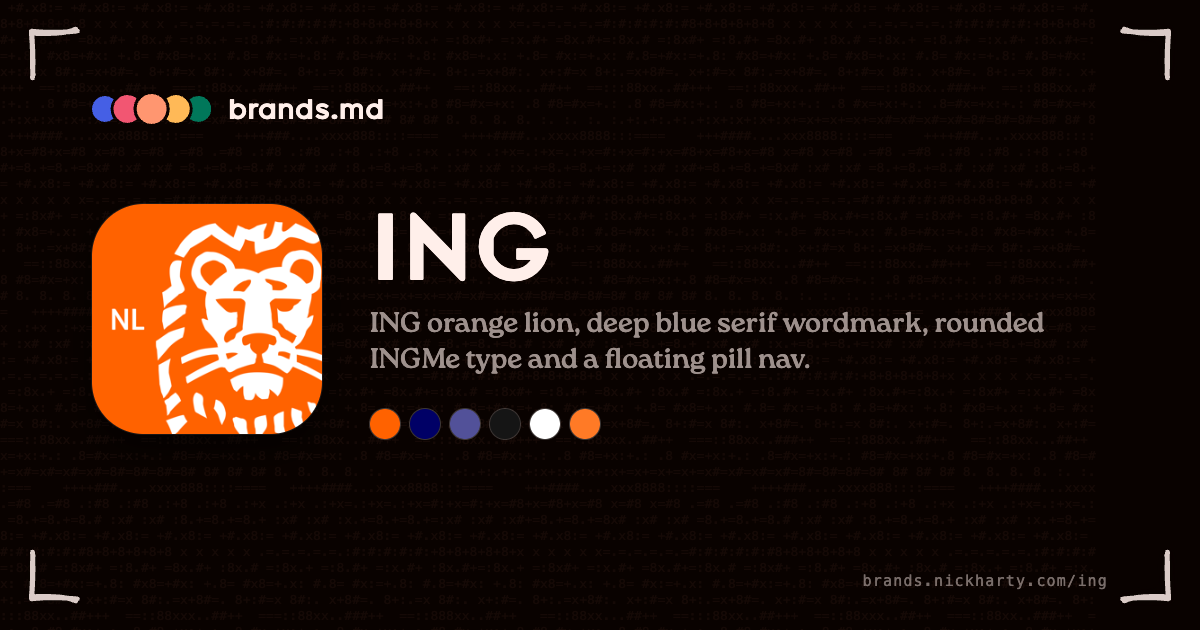 brands.md
NL
ING
ING orange lion, deep blue serif wordmark, rounded
INGMe type and a floating pill nav.
brands.nickharty.com/ing